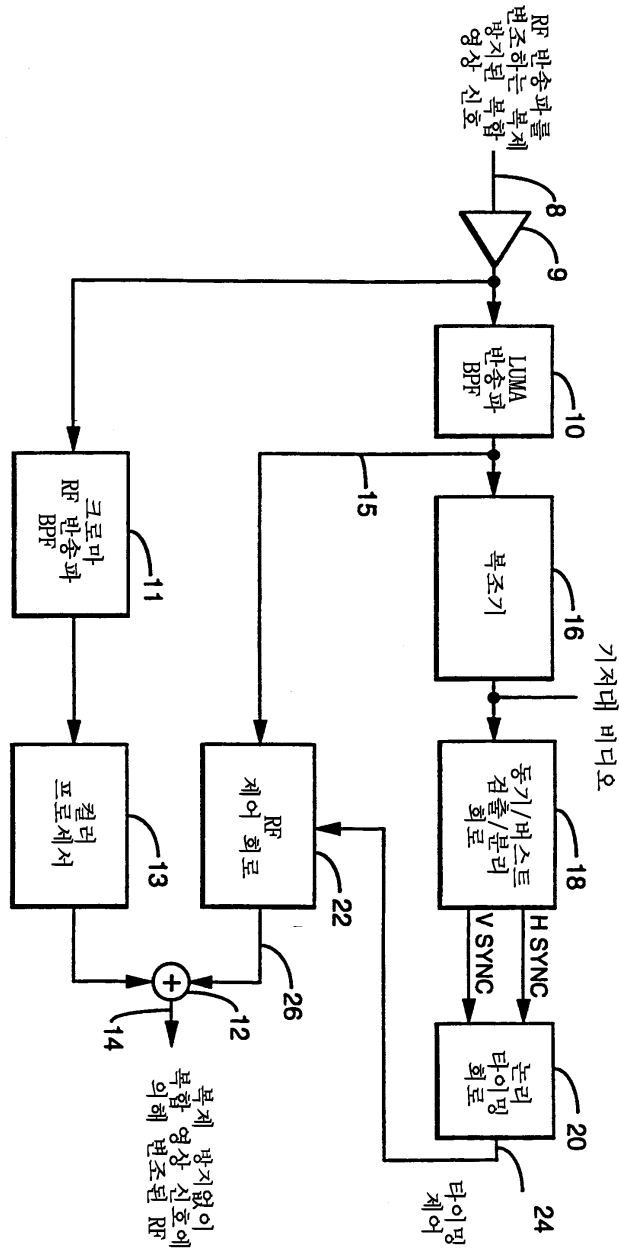 RF 반송파를
변조하는 복제
방지된 복합
영상 신호
8
9
LUMA
반송파
BPF
10
15
복조기
16
기저대 비디오
동기/버스트
검출/분리
회로
18
H SYNC
V SYNC
논리
타이밍
회로
20
24
타이밍
제어
RF
제어 회로
22
26
크로마
RF 반송파
BPF
11
컬러
프로세서
13
+
12
14
복제 방지없이
복합 영상 신호에
의해 변조된 RF